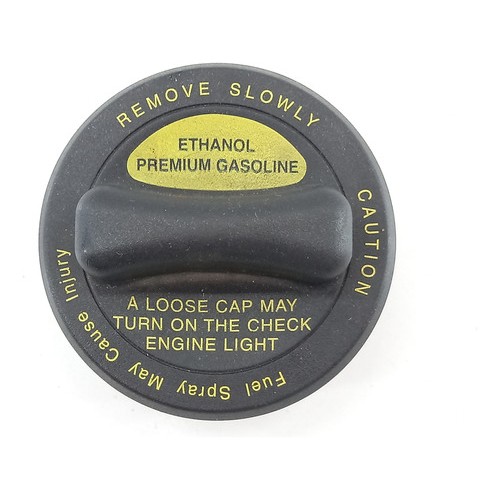 REMOVE SLOWLY
ETHANOL
PREMIUM GASOLINE
CAUTION
A LOOSE CAP MAY
TURN ON THE CHECK
ENGINE LIGHT
Fuel Spray May Cause Injury